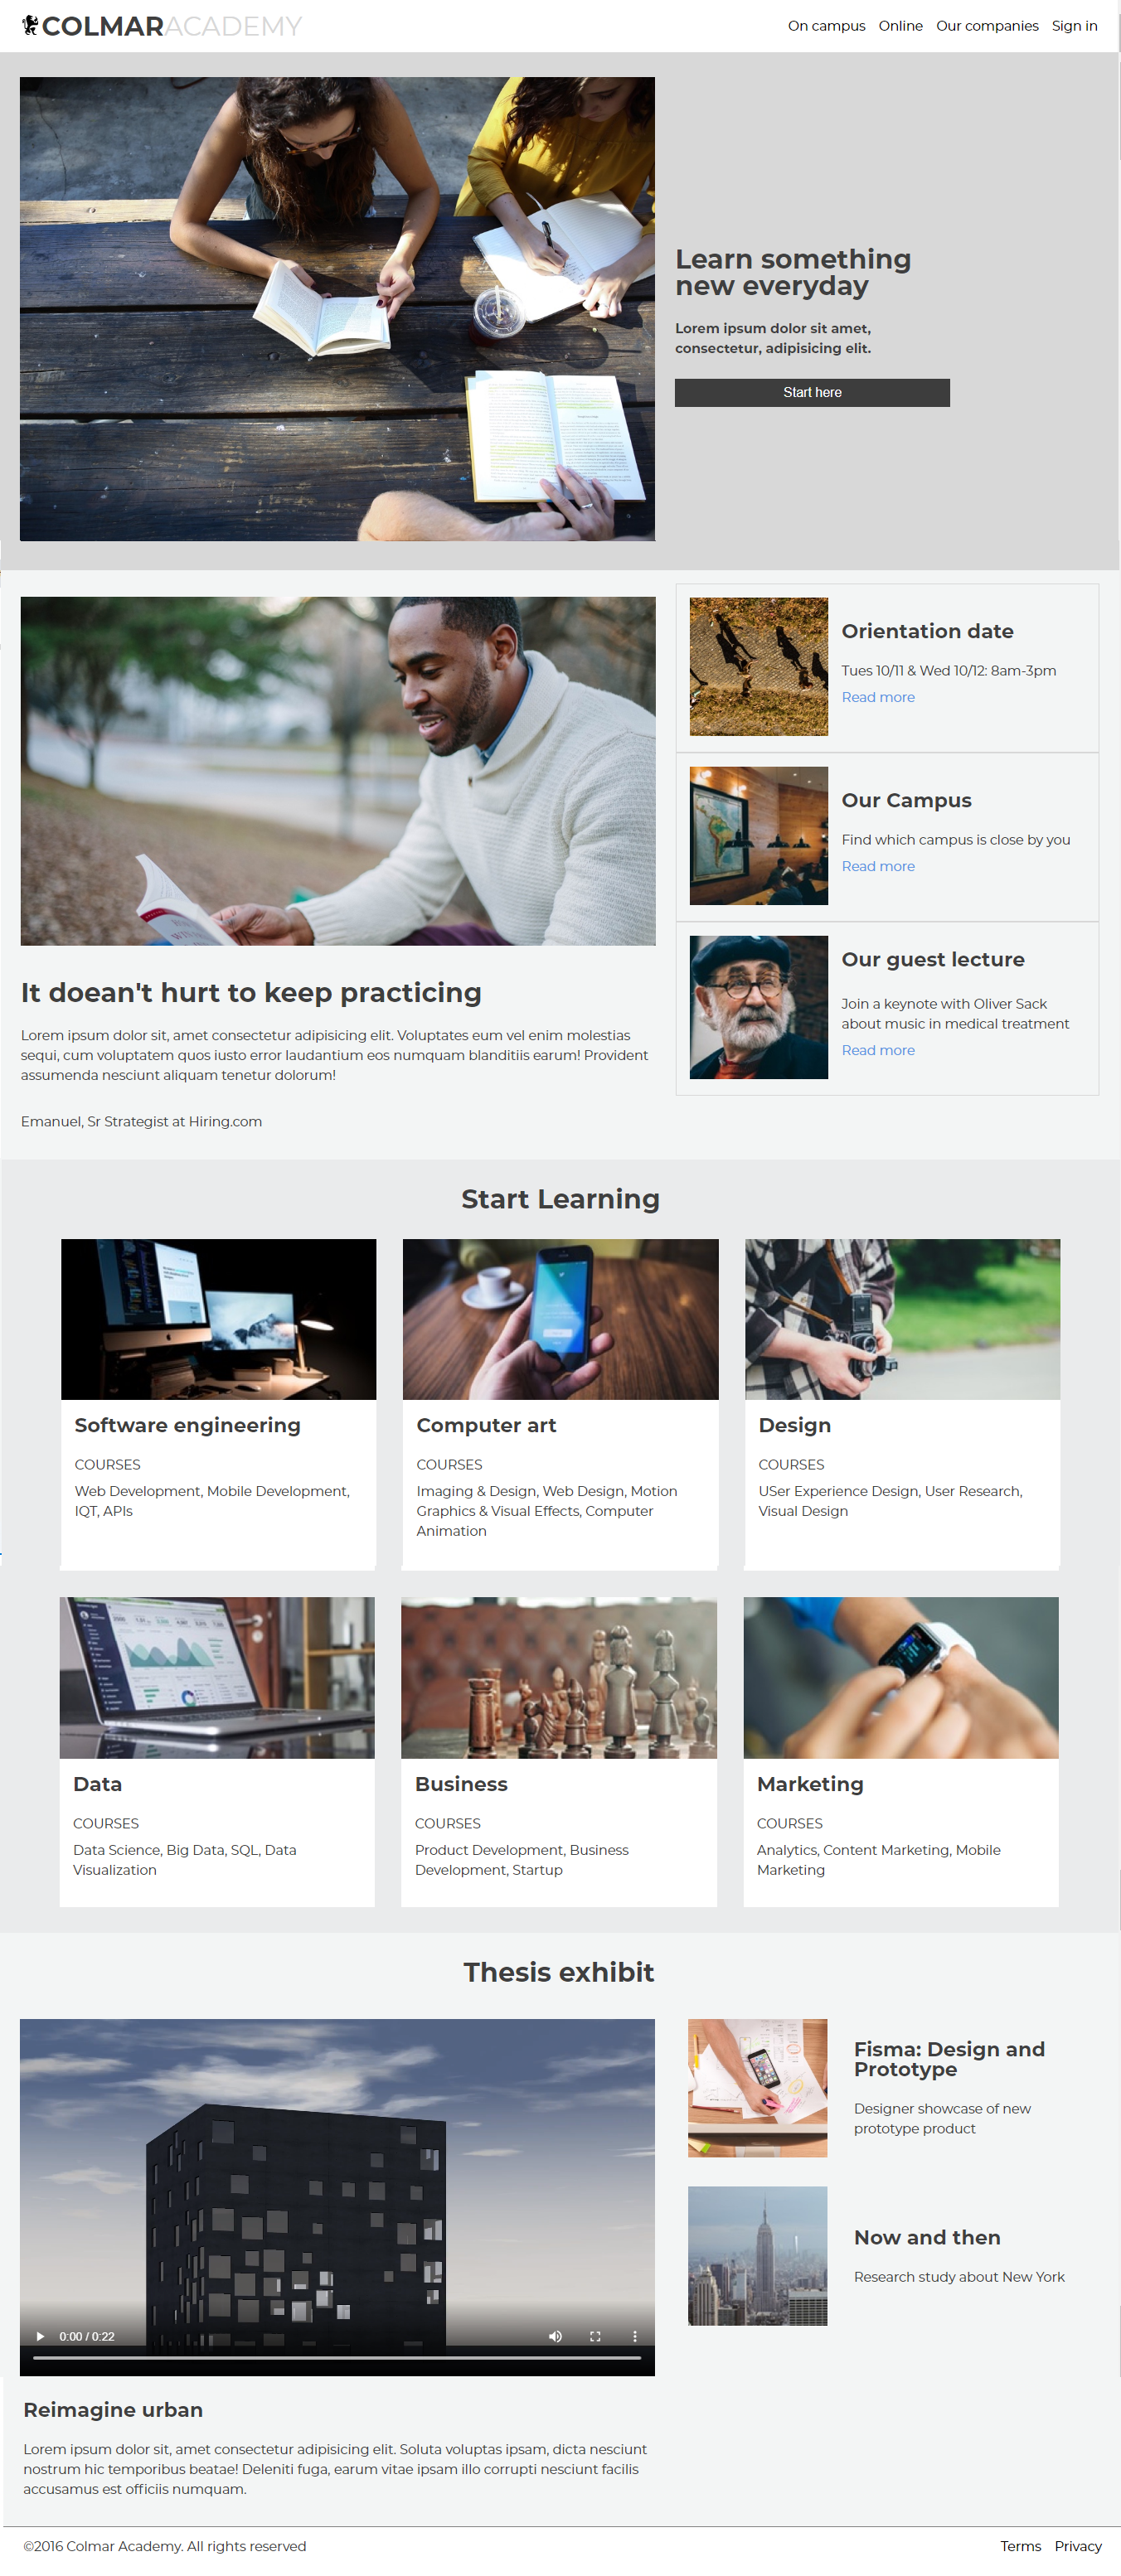 COLMARACADEMY
On campus Online Our companies Sign in
Learn something
new everyday
Lorem ipsum dolor sit amet,
consectetur, adipisicing elit.
Start here
It doean't hurt to keep practicing
Lorem ipsum dolor sit, amet consectetur adipisicing elit. Voluptates eum vel enim molestias
sequi, cum voluptatem quos iusto error laudantium eos numquam blanditiis earum! Provident
assumenda nesciunt aliquam tenetur dolorum!
Emanuel, Sr Strategist at Hiring.com
Orientation date
Tues 10/11 & Wed 10/12: 8am-3pm
Read more
Our Campus
Find which campus is close by you
Read more
Our guest lecture
Join a keynote with Oliver Sack
about music in medical treatment
Read more
Start Learning
Software engineering
COURSES
Web Development, Mobile Development,
IQT, APIs
Computer art
COURSES
Imaging & Design, Web Design, Motion
Graphics & Visual Effects, Computer
Animation
Design
COURSES
USer Experience Design, User Research,
Visual Design
Data
COURSES
Data Science, Big Data, SQL, Data
Visualization
Business
COURSES
Product Development, Business
Development, Startup
Marketing
COURSES
Analytics, Content Marketing, Mobile
Marketing
Thesis exhibit
0:00 / 0:22
Reimagine urban
Lorem ipsum dolor sit, amet consectetur adipisicing elit. Soluta voluptas ipsam, dicta nesciunt
nostrum hic temporibus beatae! Deleniti fuga, earum vitae ipsam illo corrupti nesciunt facilis
accusamus est officiis numquam.
Fisma: Design and
Prototype
Designer showcase of new
prototype product
Now and then
Research study about New York
©2016 Colmar Academy. All rights reserved
Terms Privacy